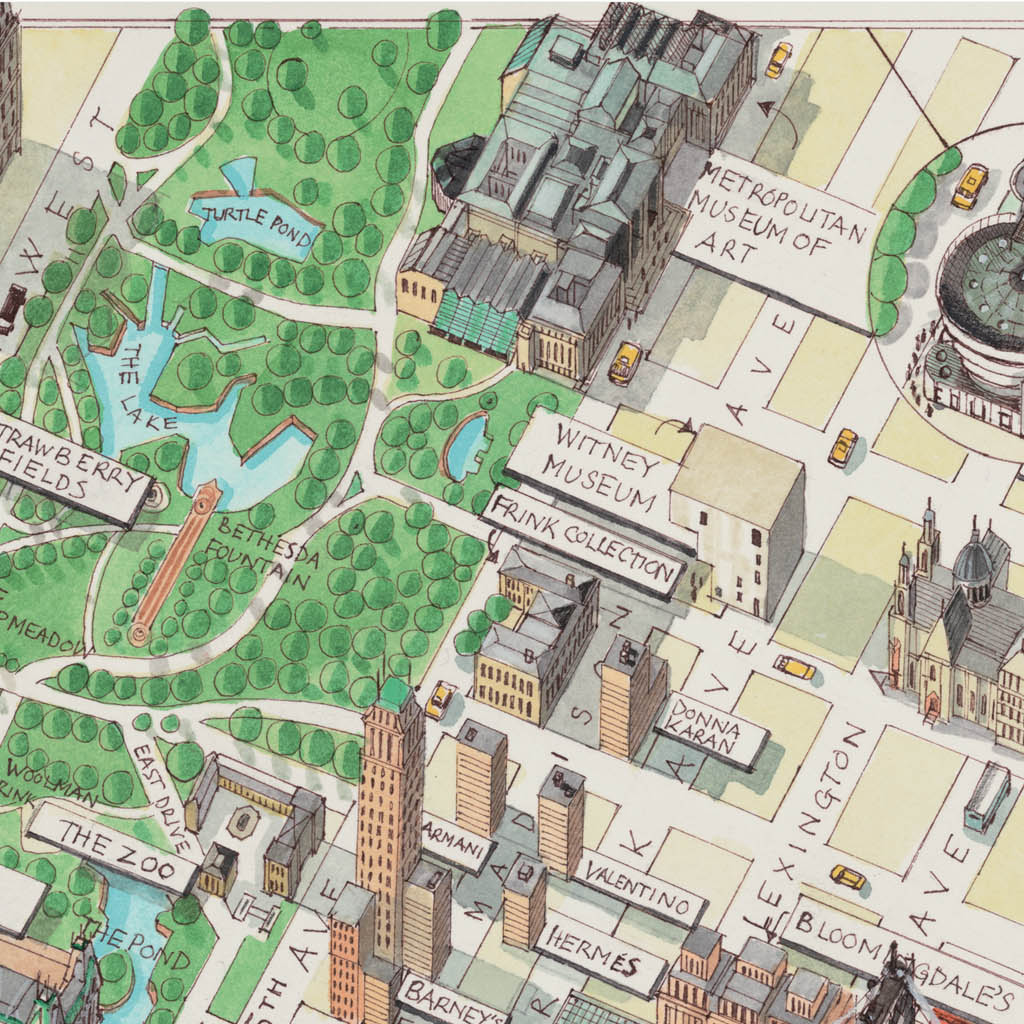 WEST
TURTLE POND
METROPOLITAN
MUSEUM OF
ART
THE LAKE
AVE
TRAWBERRY
FIELDS
WITNEY
MUSEUM
FRINK COLLECTION
BETHESDA
FOUNTAIN
MEADOW
DONNA
KARAN
MADISON AVE
WOOLMAN
RINK
EAST DRIVE
THE ZOO
ARMANI
VALENTINO
LEXINGTON
AVE
BLOOMINGDALE'S
HERMES
THE POND
5TH AVE
BARNEY'S
RK AVE